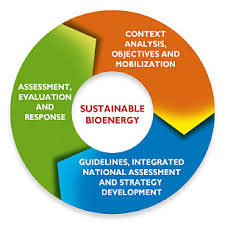 CONTEXT
ANALYSIS,
OBJECTIVES AND
MOBILIZATION
ASSESSMENT,
EVALUATION
AND
RESPONSE
SUSTAINABLE
BIOENERGY
GUIDELINES, INTEGRATED
NATIONAL ASSESSMENT
AND STRATEGY
DEVELOPMENT